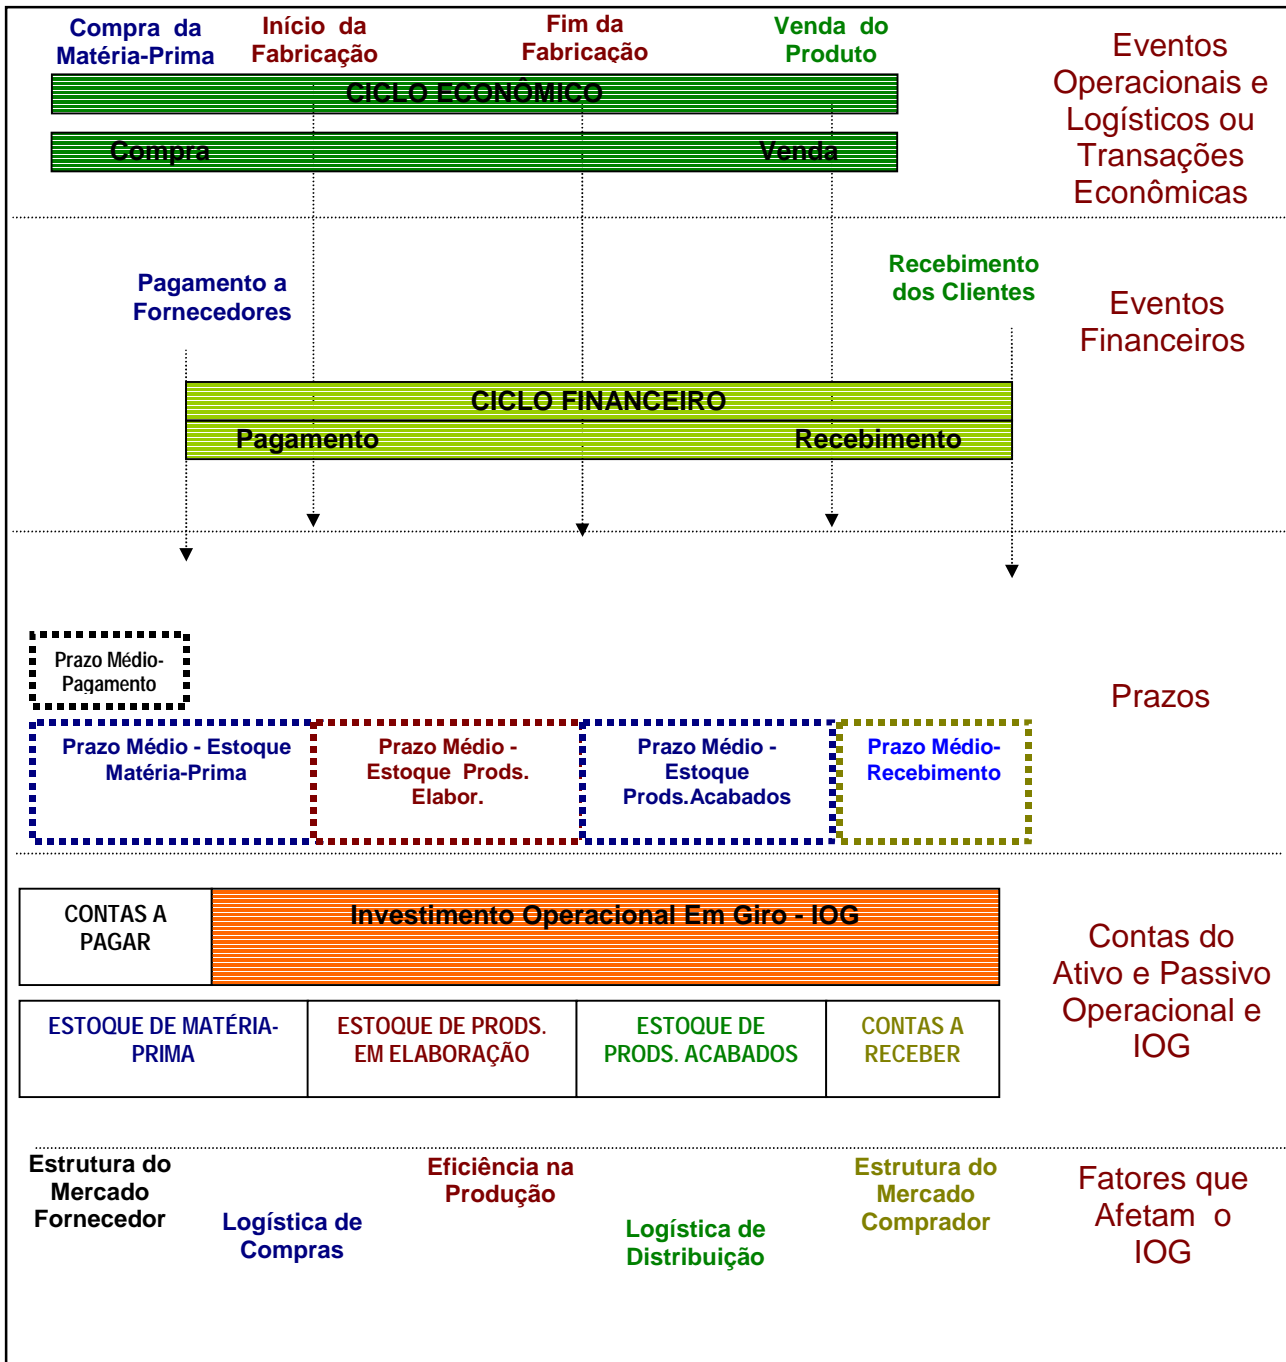 Compra da
Matéria-Prima
Início da
Fabricação
Fim da
Fabricação
Venda do
Produto
Eventos
Operacionais e
Logísticos ou
Transações
Econômicas
CICLO ECONÔMICO
Compra
Venda
Pagamento a
Fornecedores
Recebimento
dos Clientes
Eventos
Financeiros
CICLO FINANCEIRO
Pagamento
Recebimento
Prazo Médio-
Pagamento
Prazos
Prazo Médio - Estoque
Matéria-Prima
Prazo Médio -
Estoque Prods.
Elabor.
Prazo Médio -
Estoque
Prods.Acabados
Prazo Médio-
Recebimento
CONTAS A
PAGAR
Investimento Operacional Em Giro - IOG
Contas do
Ativo e Passivo
Operacional e
IOG
ESTOQUE DE MATÉRIA-
PRIMA
ESTOQUE DE PRODS.
EM ELABORAÇÃO
ESTOQUE DE
PRODS. ACABADOS
CONTAS A
RECEBER
Estrutura do
Mercado
Fornecedor
Logística de
Compras
Eficiência na
Produção
Logística de
Distribuição
Estrutura do
Mercado
Comprador
Fatores que
Afetam o
IOG